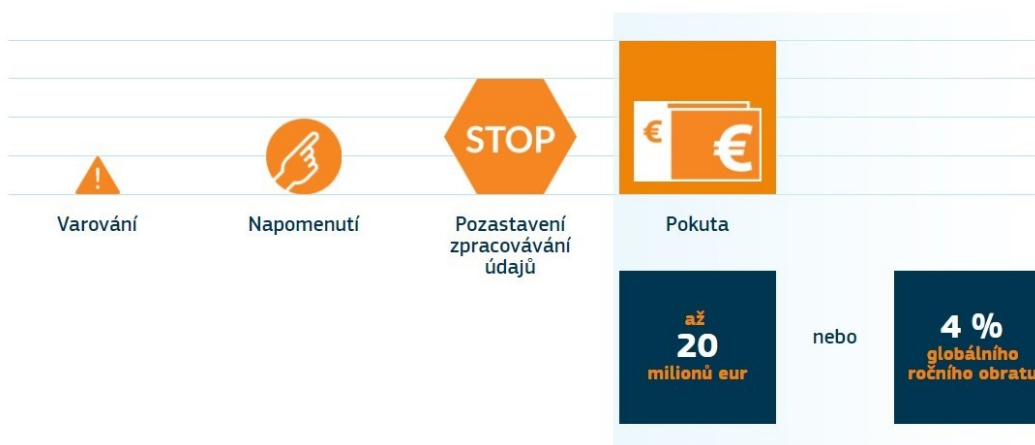 !
STOP
€
€
Varování
Napomenutí
Pozastavení
zpracovávání
údajů
Pokuta
až
20
milionů eur
nebo
4 %
globálního
ročního obratu